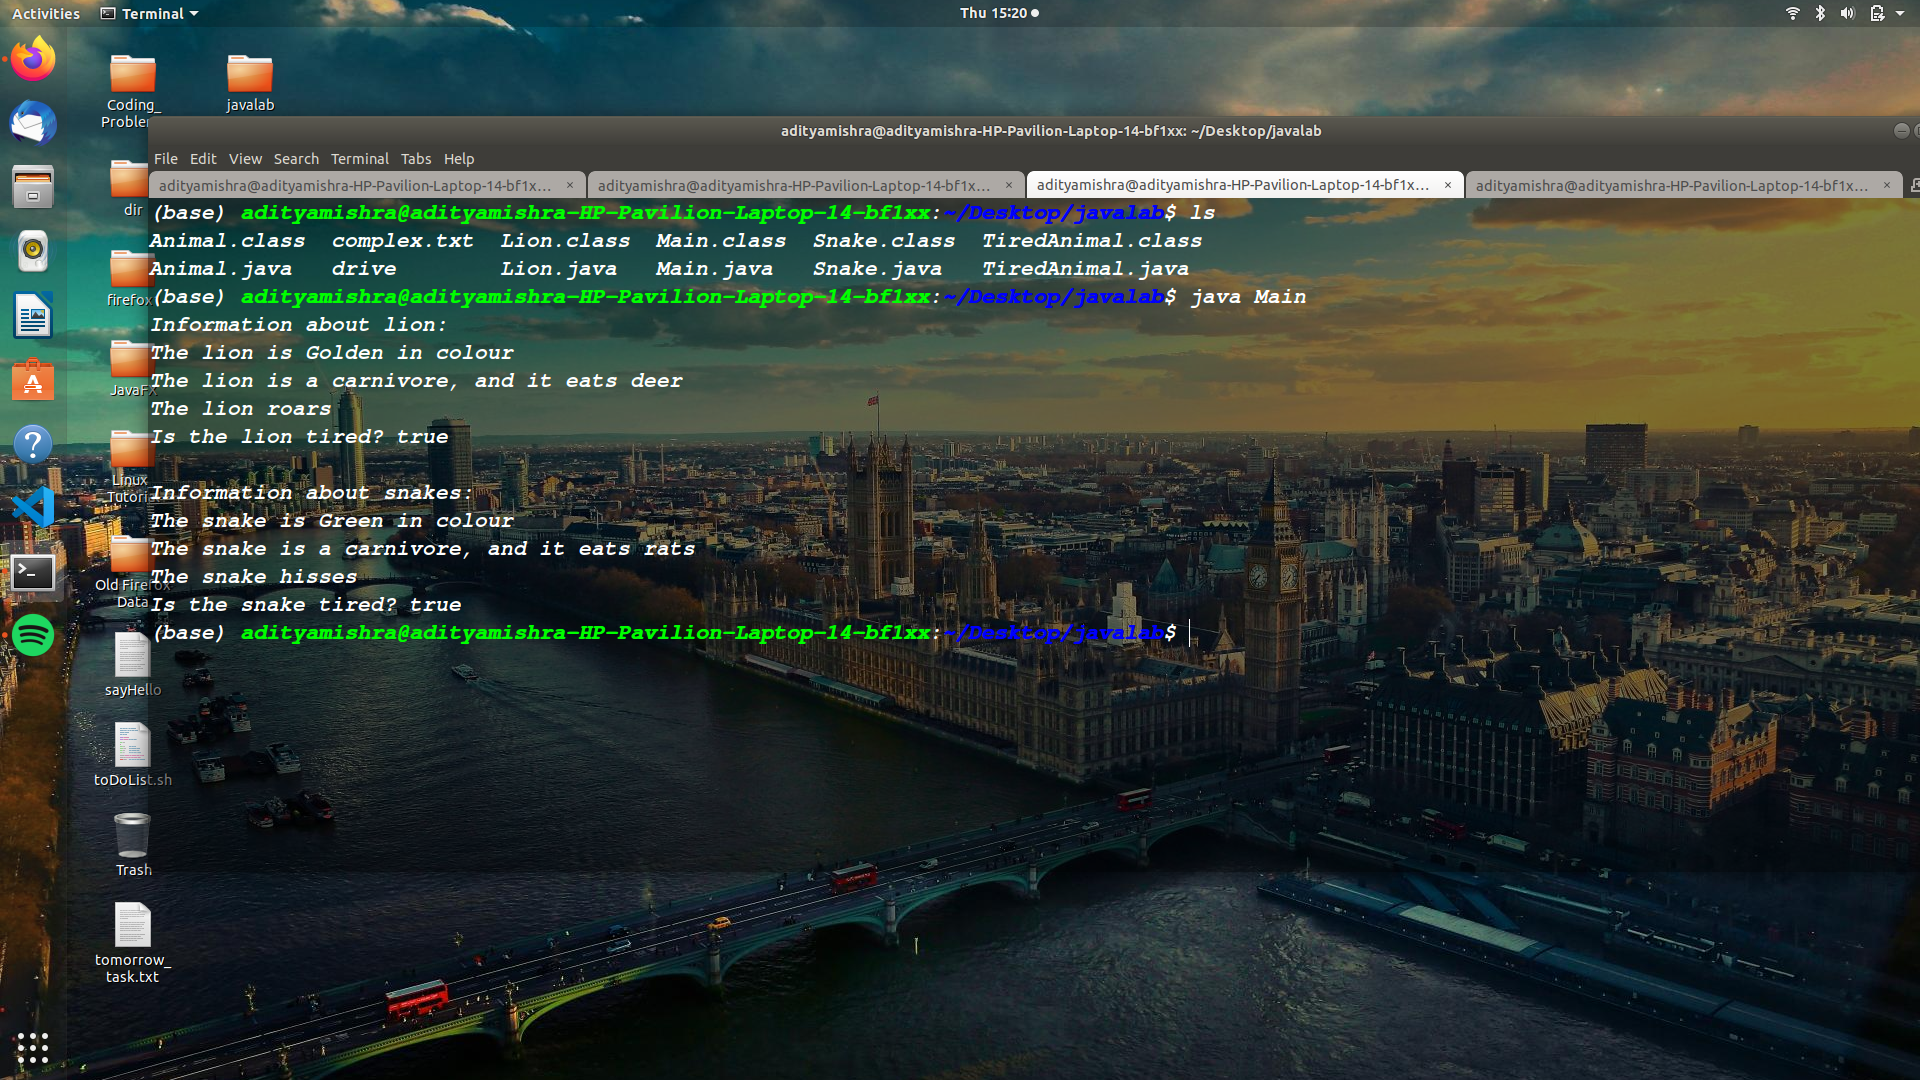 Activities Terminal Thu 15:20
Coding_
Problem
javalab
dir
firefox
JavaFx
Linux
_Tutori
Old Firefox
Data
sayHello
toDoList.sh
Trash
tomorrow_
task.txt
adityamishra@adityamishra-HP-Pavilion-Laptop-14-bf1xx: ~/Desktop/javalab
File Edit View Search Terminal Tabs Help
adityamishra@adityamishra-HP-Pavilion-Laptop-14-bf1x... × adityamishra@adityamishra-HP-Pavilion-Laptop-14-bf1x... × adityamishra@adityamishra-HP-Pavilion-Laptop-14-bf1x... × adityamishra@adityamishra-HP-Pavilion-Laptop-14-bf1x... ×
(base) adityamishra@adityamishra-HP-Pavilion-Laptop-14-bf1xx:~/Desktop/javalab$ ls
Animal.class complex.txt Lion.class Main.class Snake.class TiredAnimal.class
Animal.java drive Lion.java Main.java Snake.java TiredAnimal.java
(base) adityamishra@adityamishra-HP-Pavilion-Laptop-14-bf1xx:~/Desktop/javalab$ java Main
Information about lion:
The lion is Golden in colour
The lion is a carnivore, and it eats deer
The lion roars
Is the lion tired? true
Information about snakes:
The snake is Green in colour
The snake is a carnivore, and it eats rats
The snake hisses
Is the snake tired? true
(base) adityamishra@adityamishra-HP-Pavilion-Laptop-14-bf1xx:~/Desktop/javalab$